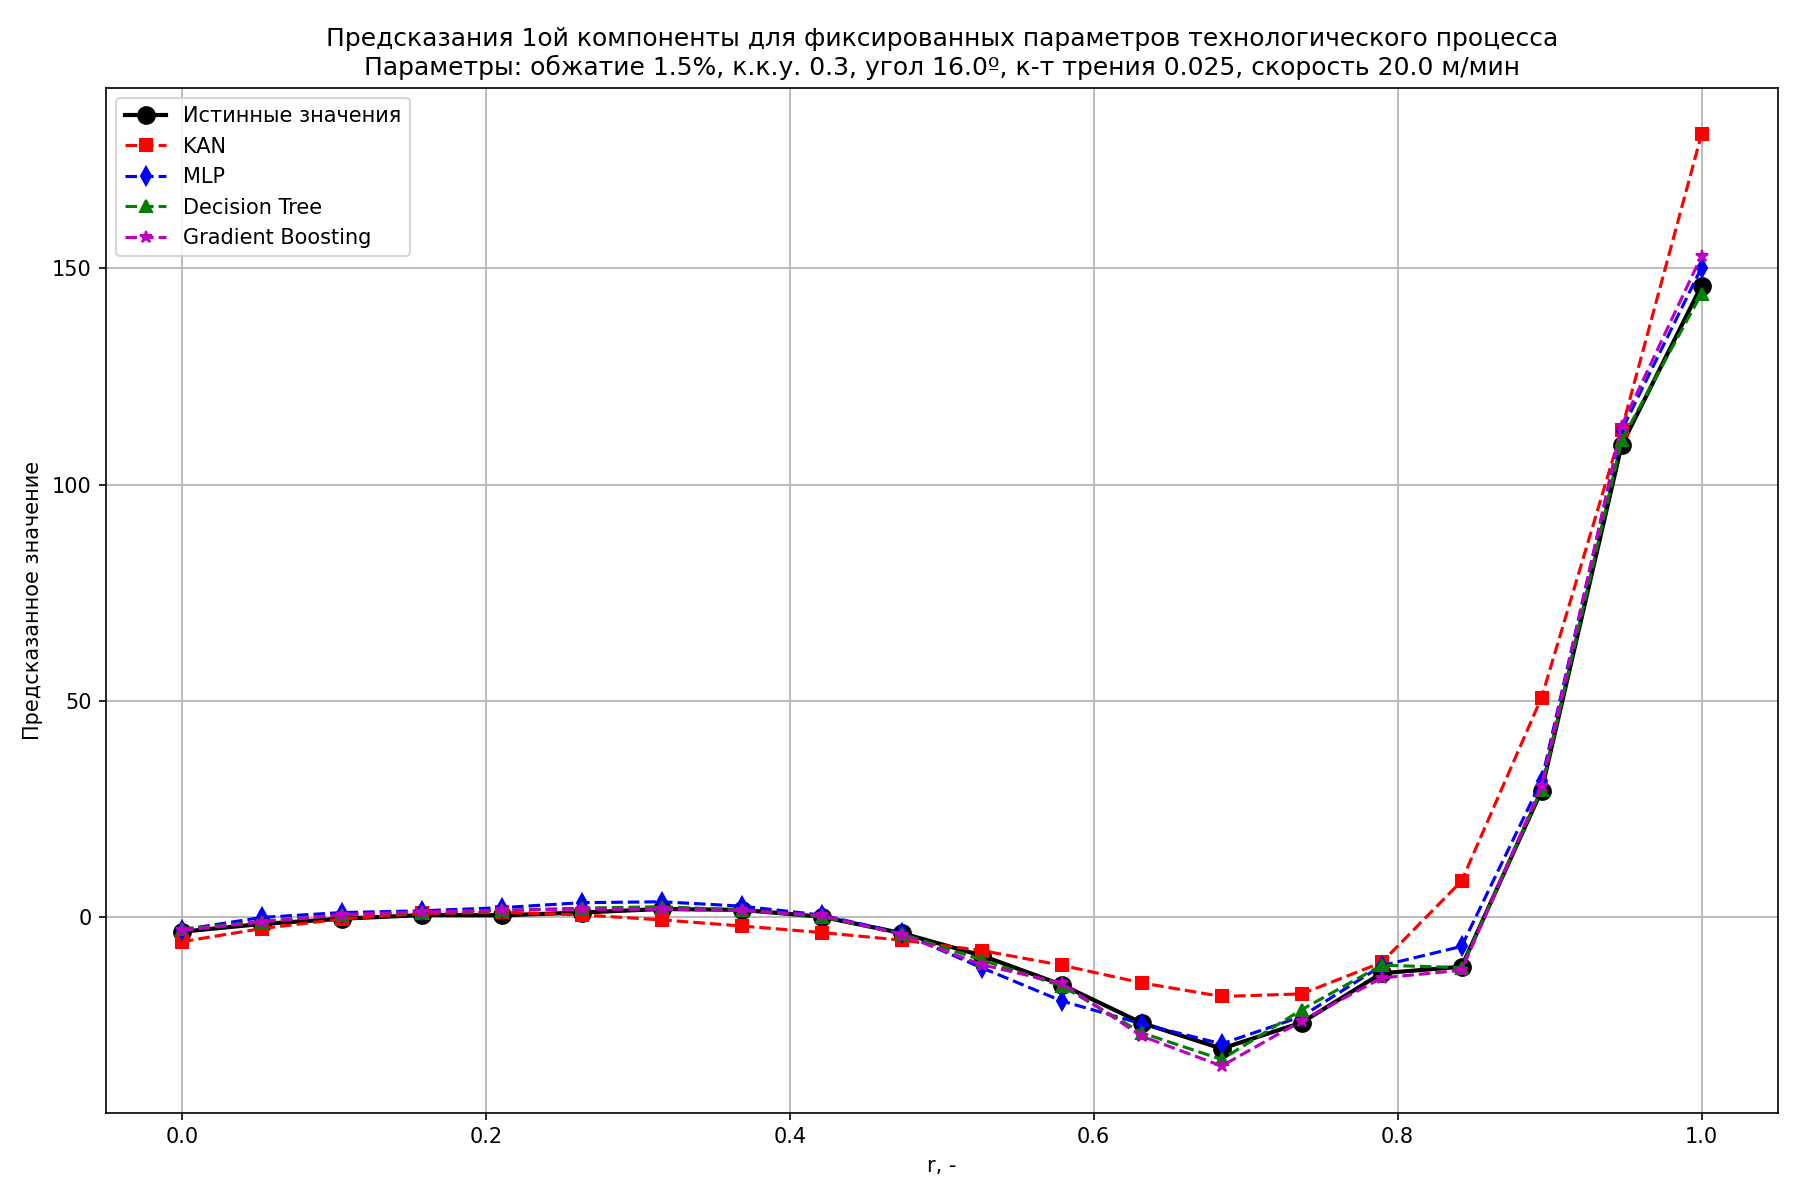 Предсказания 1ой компоненты для фиксированных параметров технологического процесса
Параметры: обжатие 1.5%, к.к.у. 0.3, угол 16.0º, к-т трения 0.025, скорость 20.0 м/мин
Истинные значения
KAN
MLP
Decision Tree
Gradient Boosting
Предсказанное значение
150
100
50
0
0.0
0.2
0.4
0.6
0.8
1.0
r, -